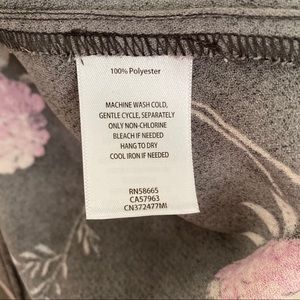 100% Polyester
MACHINE WASH COLD,
GENTLE CYCLE, SEPARATELY
ONLY NON-CHLORINE
BLEACH IF NEEDED
HANG TO DRY
COOL IRON IF NEEDED
RN58665
CA57963
CN372477MI